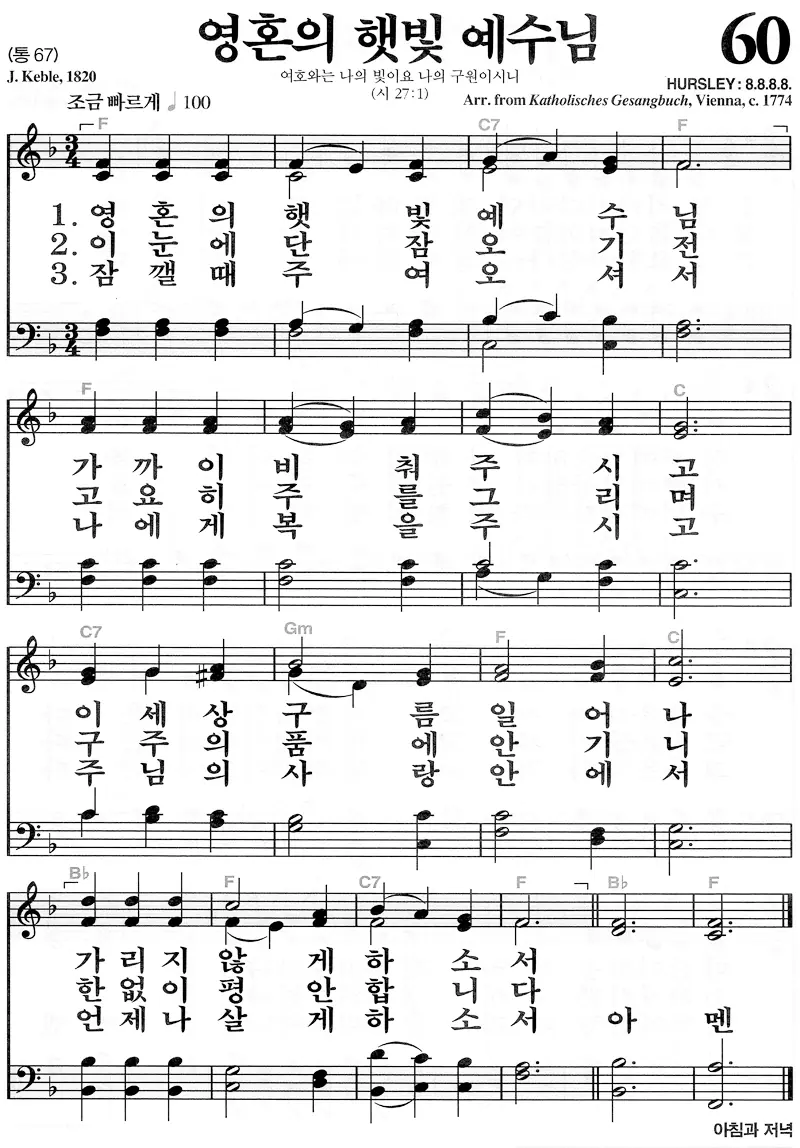 (통 67)
영혼의 햇빛 예수님
60
J. Keble, 1820
여호와는 나의 빛이요 나의 구원이시니
(시 27:1)
HURSLEY : 8.8.8.8.
조금 빠르게 ♩ 100
Arr. from Katholisches Gesangbuch, Vienna, c. 1774
F C7 F
3/4
1. 영 혼 의 햇 빛 예 수 님
2. 이 눈 에 단 잠 오 기 전
3. 잠 깰 때 주 여 오 셔 서
3/4
F C
가 까 이 비 춰 주 시 고
고 요 히 주 를 그 리 며
나 에 게 복 을 주 시 고
C7 Gm F C
이 세 상 구 름 일 어 나
구 주 의 품 에 안 기 니
주 님 의 사 랑 안 에 서
B♭ F C7 F B♭ F
가 리 지 않 게 하 소 서
한 없 이 평 안 합 니 다
언 제 나 살 게 하 소 서 아 멘
아침과 저녁